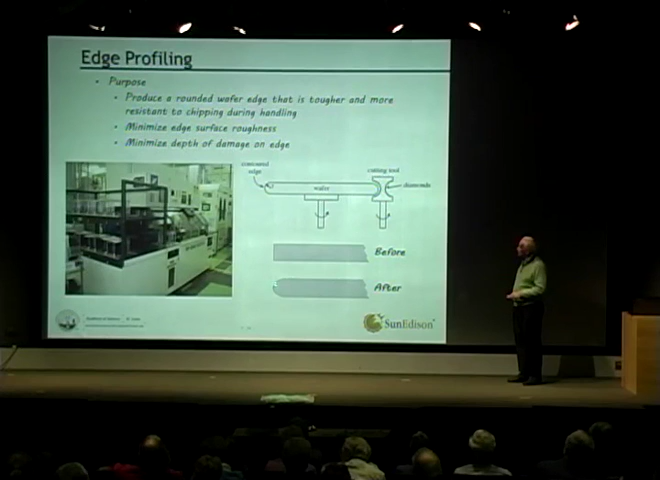 Edge Profiling
Purpose
Produce a rounded wafer edge that is tougher and more
resistant to chipping during handling
Minimize edge surface roughness
Minimize depth of damage on edge
contoured
edge
wafer
cutting tool
diamonds
Before
After
SunEdison